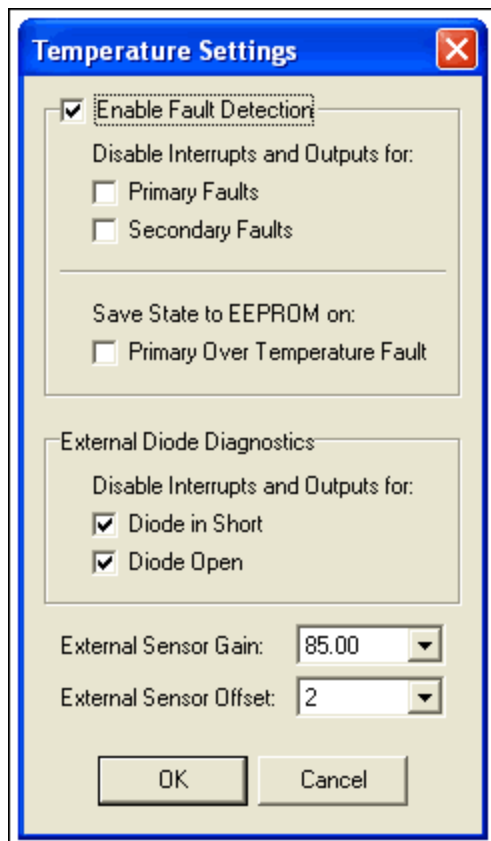 Temperature Settings
Enable Fault Detection
Disable Interrupts and Outputs for:
Primary Faults
Secondary Faults
Save State to EEPROM on:
Primary Over Temperature Fault
External Diode Diagnostics
Disable Interrupts and Outputs for:
Diode in Short
Diode Open
External Sensor Gain: 85.00
External Sensor Offset: 2
OK Cancel